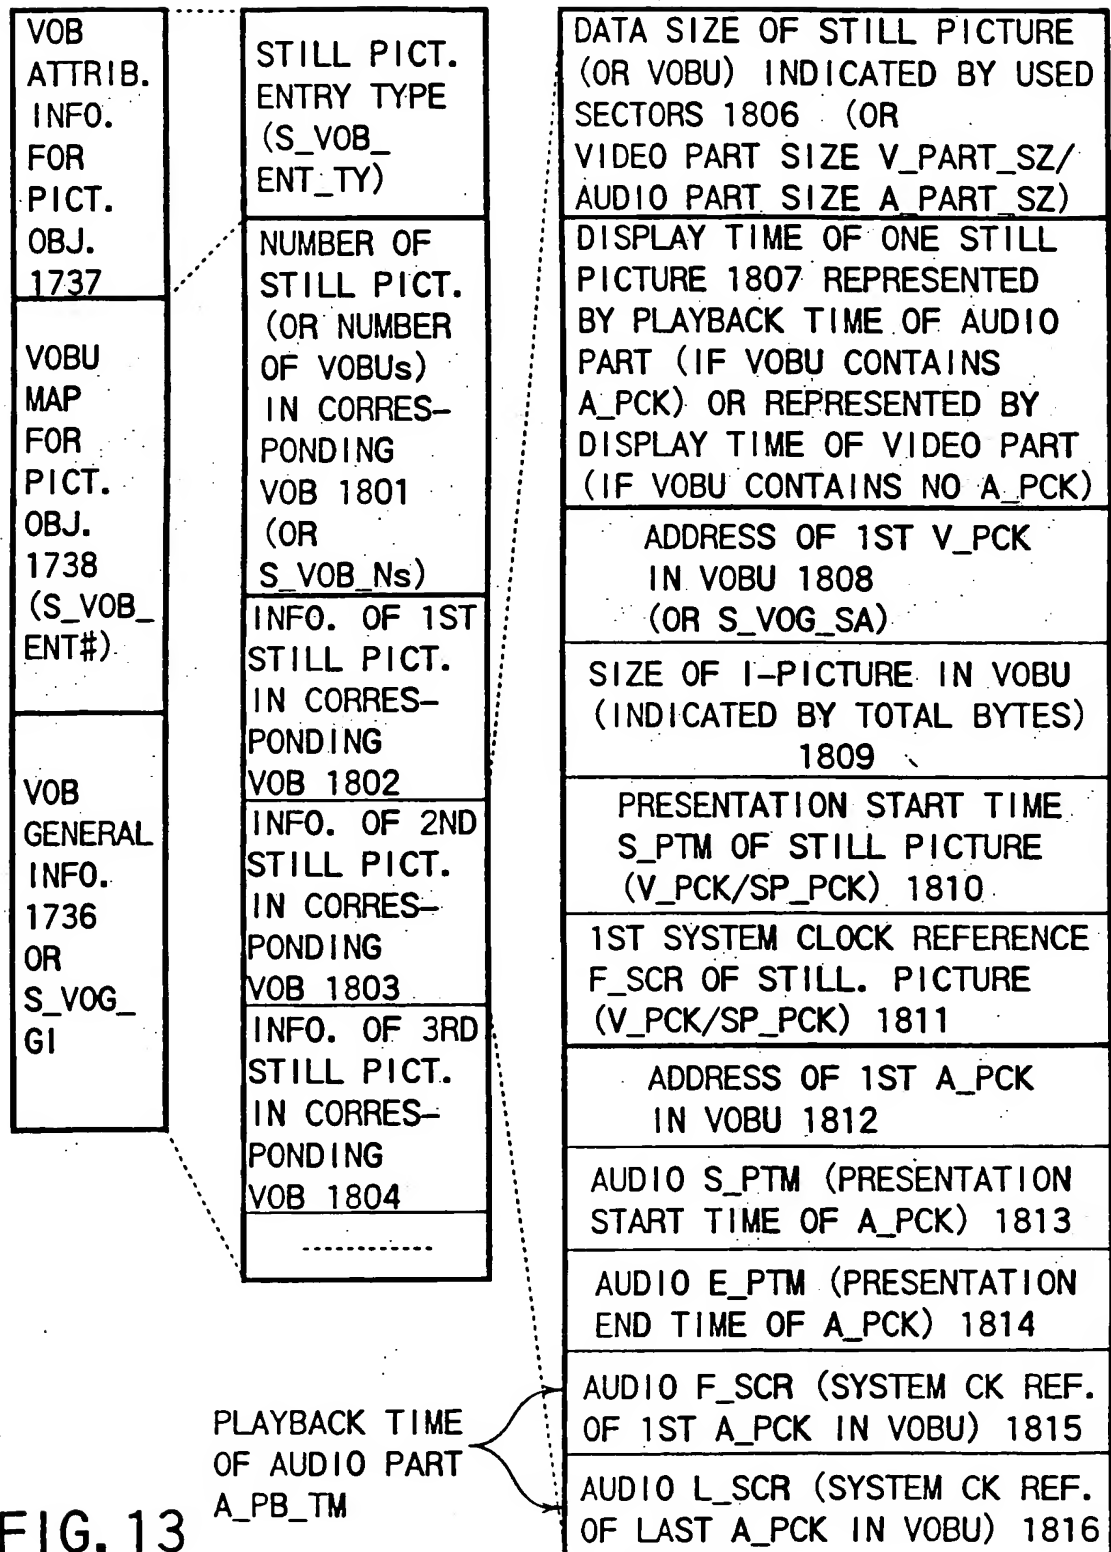 VOB
ATTRIB.
INFO.
FOR
PICT.
OBJ.
1737
VOBU
MAP
FOR
PICT.
OBJ.
1738
(S_VOB_
ENT#)
VOB
GENERAL
INFO.
1736
OR
S_VOG_
GI
STILL PICT.
ENTRY TYPE
(S_VOB_
ENT_TY)
NUMBER OF
STILL PICT.
(OR NUMBER
OF VOBUs)
IN CORRES-
PONDING
VOB 1801
(OR
S_VOB_Ns)
INFO. OF 1ST
STILL PICT.
IN CORRES-
PONDING
VOB 1802
INFO. OF 2ND
STILL PICT.
IN CORRES-
PONDING
VOB 1803
INFO. OF 3RD
STILL PICT.
IN CORRES-
PONDING
VOB 1804
.............
DATA SIZE OF STILL PICTURE
(OR VOBU) INDICATED BY USED
SECTORS 1806 (OR
VIDEO PART SIZE V_PART_SZ/
AUDIO PART SIZE A_PART_SZ)
DISPLAY TIME OF ONE STILL
PICTURE 1807 REPRESENTED
BY PLAYBACK TIME OF AUDIO
PART (IF VOBU CONTAINS
A_PCK) OR REPRESENTED BY
DISPLAY TIME OF VIDEO PART
(IF VOBU CONTAINS NO A_PCK)
ADDRESS OF 1ST V_PCK
IN VOBU 1808
(OR S_VOG_SA)
SIZE OF I-PICTURE IN VOBU
(INDICATED BY TOTAL BYTES)
1809
PRESENTATION START TIME
S_PTM OF STILL PICTURE
(V_PCK/SP_PCK) 1810
1ST SYSTEM CLOCK REFERENCE
F_SCR OF STILL. PICTURE
(V_PCK/SP_PCK) 1811
ADDRESS OF 1ST A_PCK
IN VOBU 1812
AUDIO S_PTM (PRESENTATION
START TIME OF A_PCK) 1813
AUDIO E_PTM (PRESENTATION
END TIME OF A_PCK) 1814
AUDIO F_SCR (SYSTEM CK REF.
OF 1ST A_PCK IN VOBU) 1815
AUDIO L_SCR (SYSTEM CK REF.
OF LAST A_PCK IN VOBU) 1816
PLAYBACK TIME
OF AUDIO PART
A_PB_TM
FIG. 13